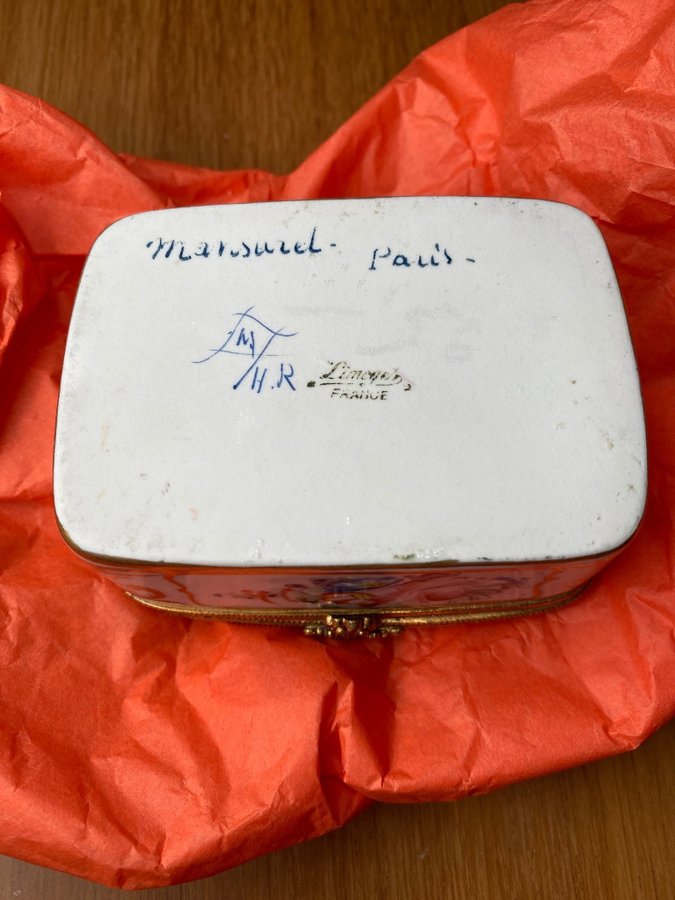 Mansard - Paris -
M
H.R
Limoges
FRANCE